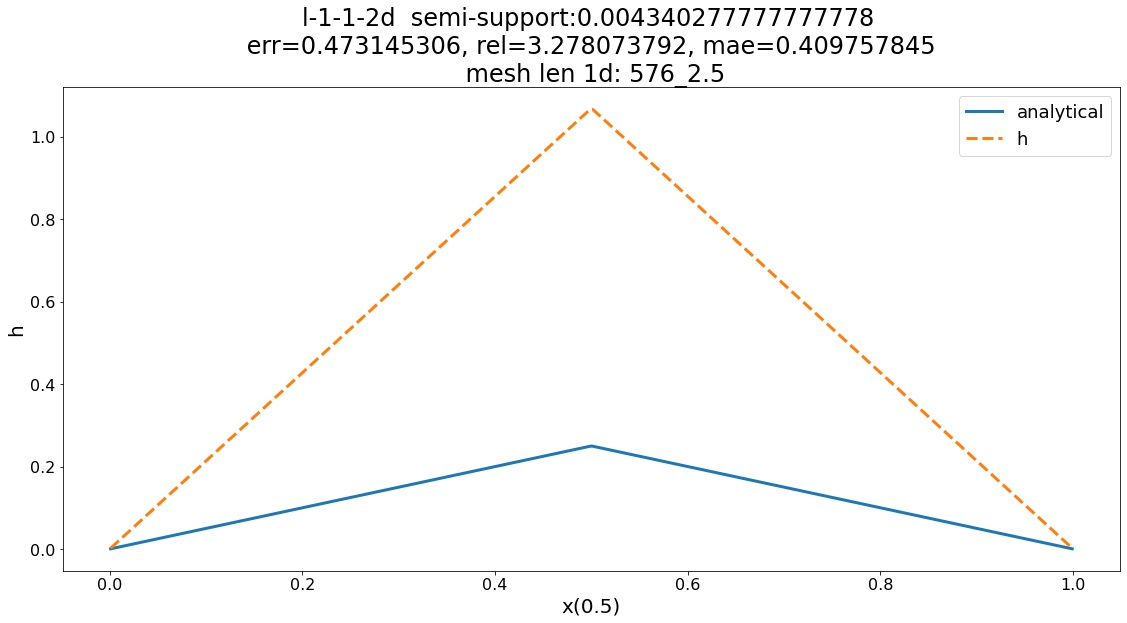 l-1-1-2d  semi-support:0.004340277777777778
err=0.473145306, rel=3.278073792, mae=0.409757845
mesh len 1d: 576_2.5
analytical
h
1.0
0.8
0.6
0.4
0.2
0.0
h
0.0 0.2 0.4 0.6 0.8 1.0
x(0.5)